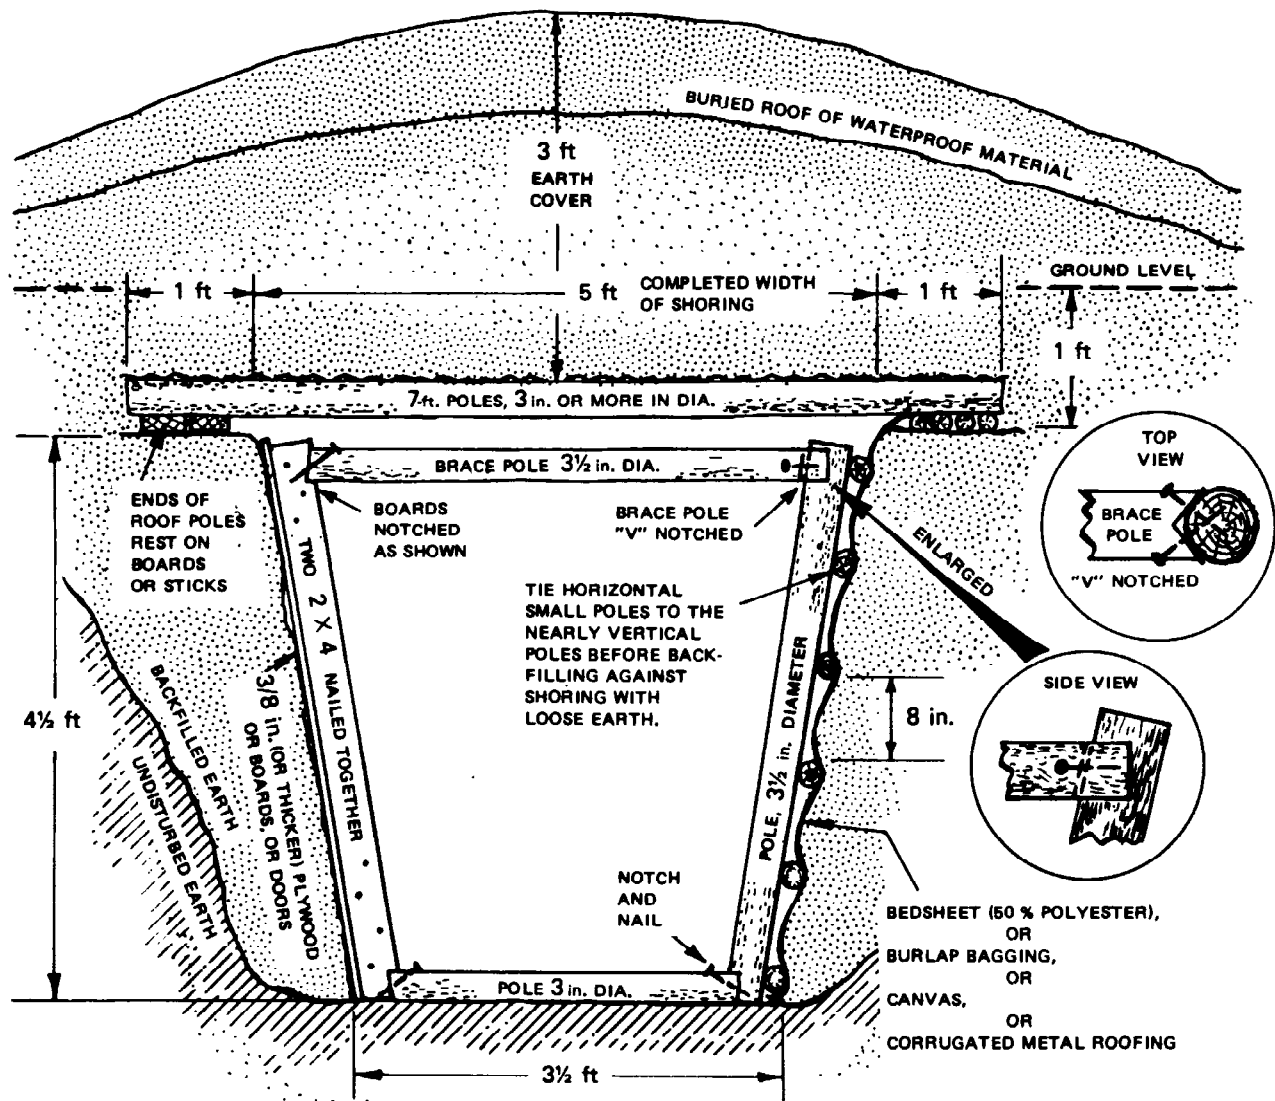 BURIED ROOF OF WATERPROOF MATERIAL
3 ft
EARTH
COVER
GROUND LEVEL
1 ft
5 ft
COMPLETED WIDTH
OF SHORING
1 ft
1 ft
7-ft. POLES, 3 in. OR MORE IN DIA.
BRACE POLE 3½ in. DIA.
TOP
VIEW
BRACE
POLE
"V" NOTCHED
ENDS OF
ROOF POLES
REST ON
BOARDS
OR STICKS
BOARDS
NOTCHED
AS SHOWN
BRACE POLE
"V" NOTCHED
ENLARGED
TIE HORIZONTAL
SMALL POLES TO THE
NEARLY VERTICAL
POLES BEFORE BACK-
FILLING AGAINST
SHORING WITH
LOOSE EARTH.
TWO 2 X 4 NAILED TOGETHER
3/8 in. (OR THICKER) PLYWOOD
OR BOARDS, OR DOORS
BACKFILLED EARTH
UNDISTURBED EARTH
4½ ft
POLE, 3½ in. DIAMETER
8 in.
SIDE VIEW
NOTCH
AND
NAIL
POLE 3 in. DIA.
BEDSHEET (50 % POLYESTER),
OR
BURLAP BAGGING,
OR
CANVAS,
OR
CORRUGATED METAL ROOFING
3½ ft